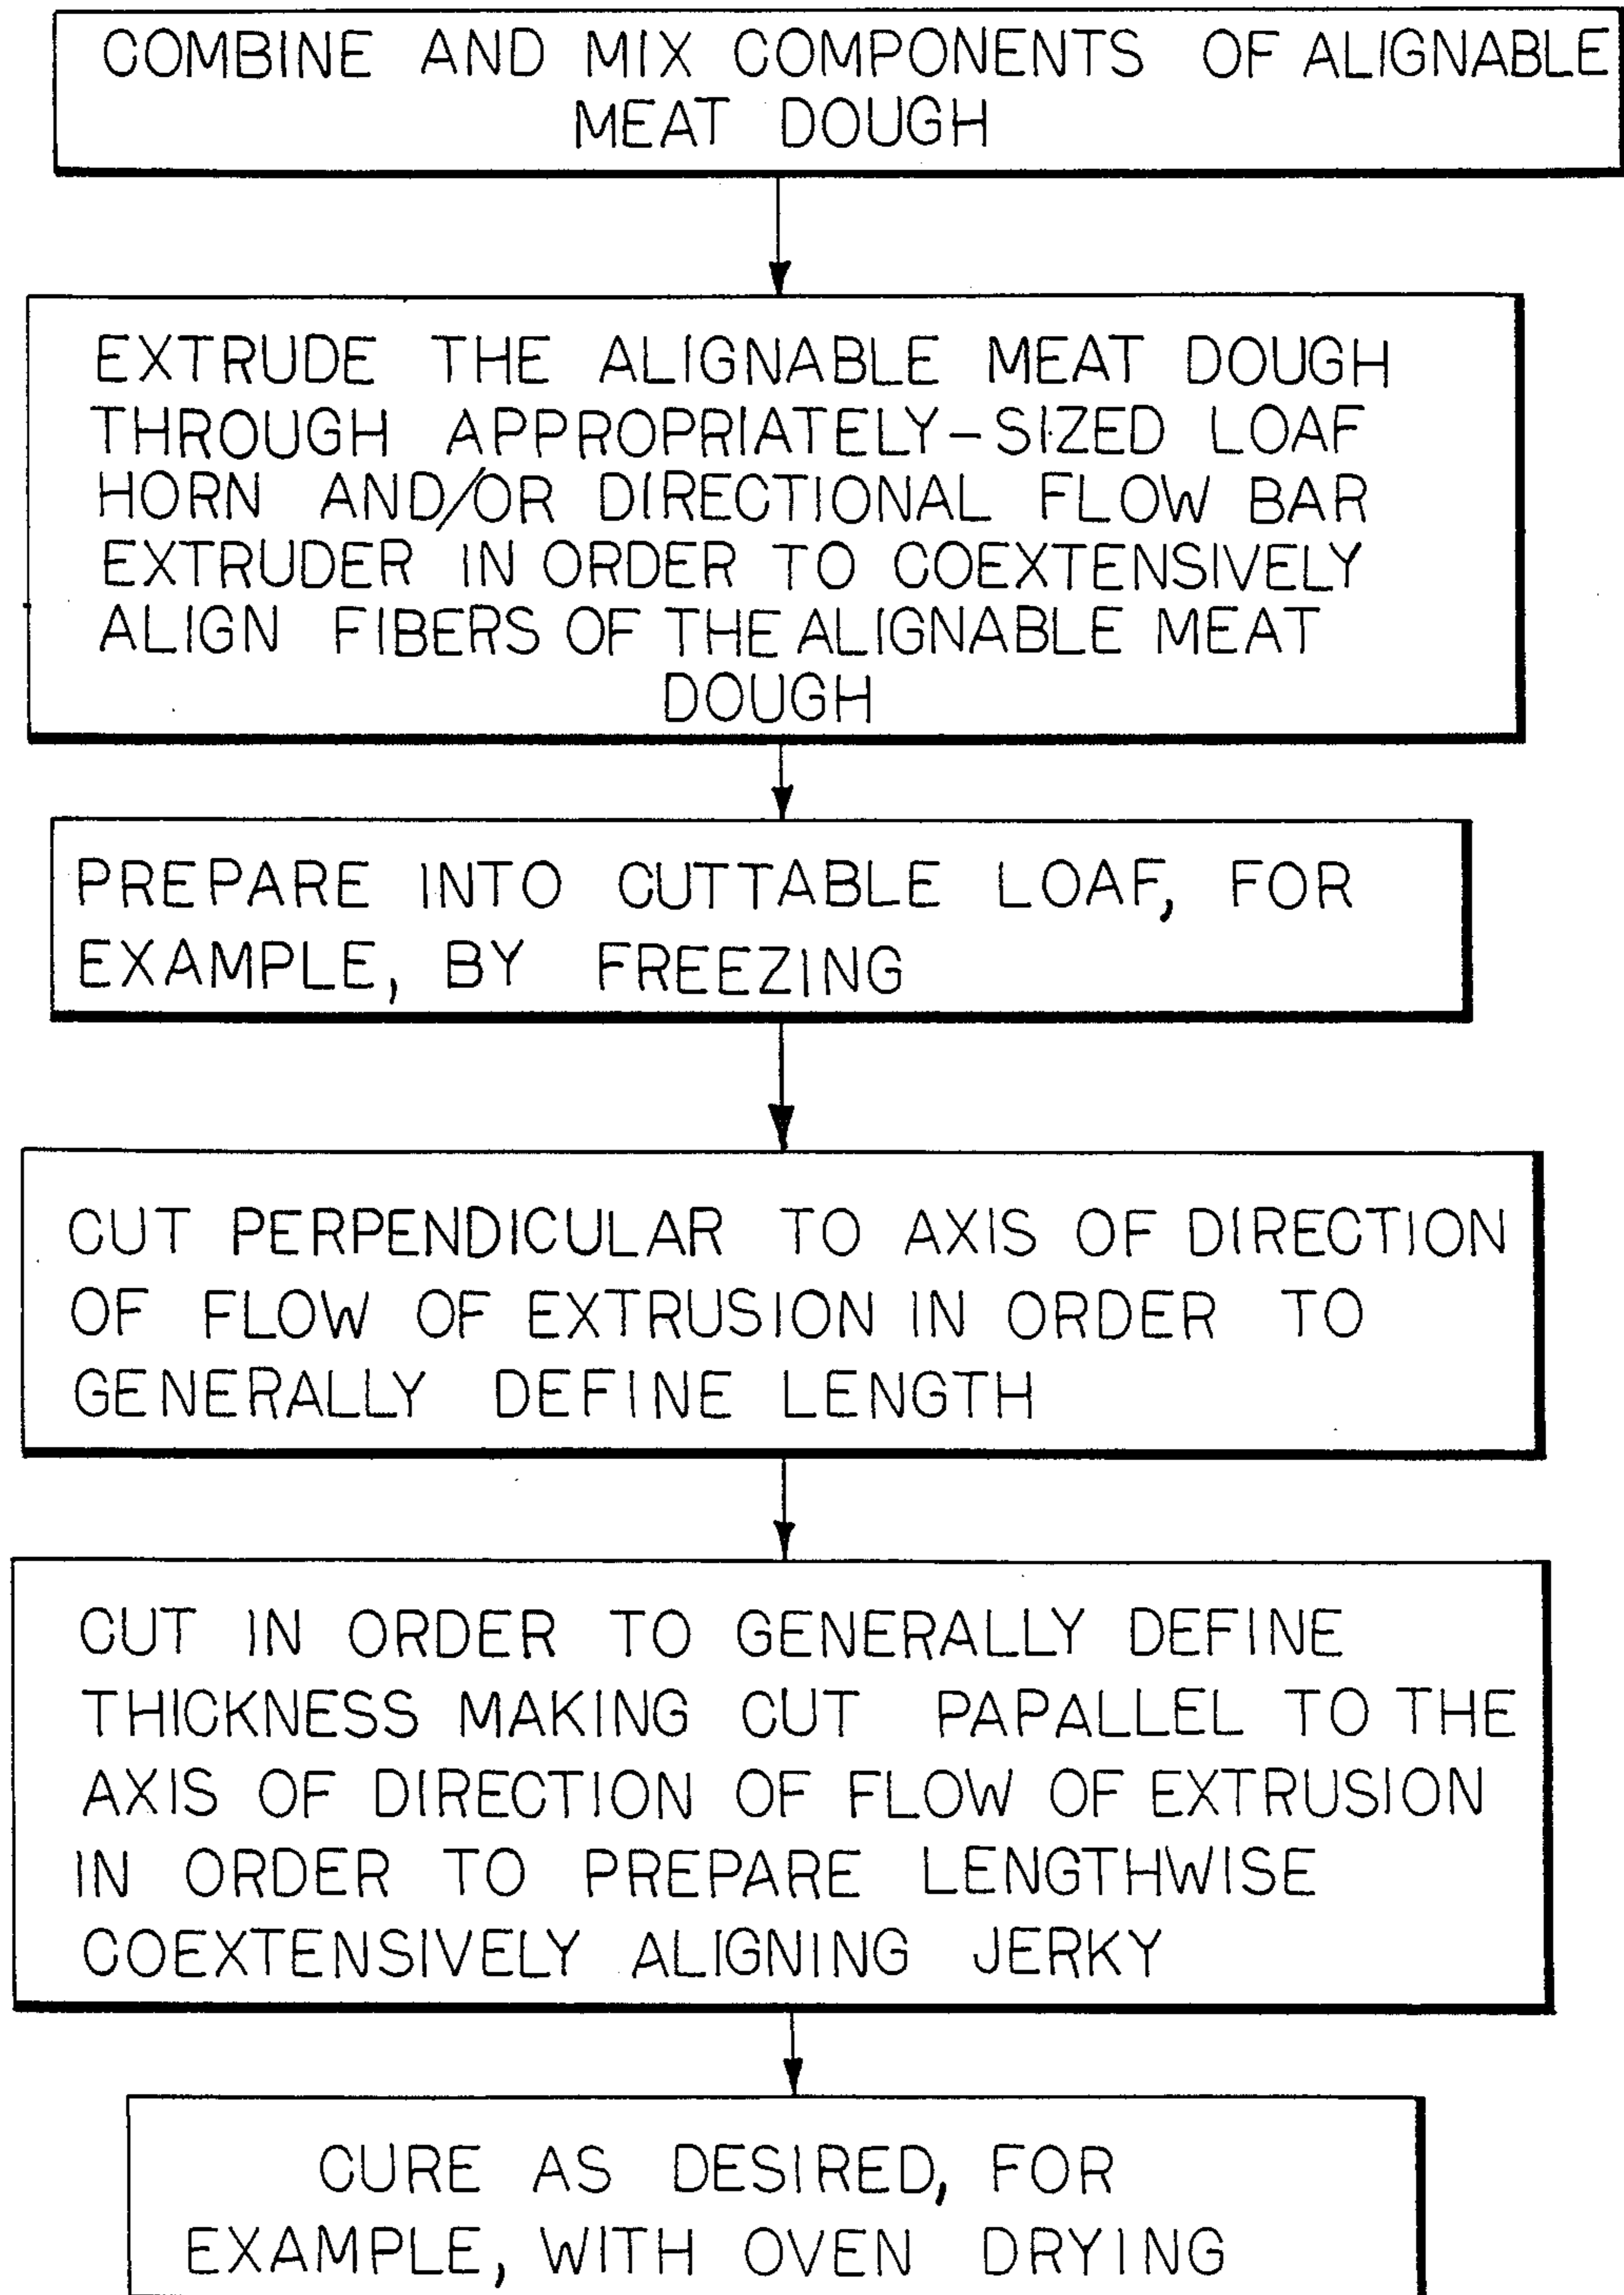 COMBINE AND MIX COMPONENTS OF ALIGNABLE
MEAT DOUGH
EXTRUDE THE ALIGNABLE MEAT DOUGH
THROUGH APPROPRIATELY-SIZED LOAF
HORN AND/OR DIRECTIONAL FLOW BAR
EXTRUDER IN ORDER TO COEXTENSIVELY
ALIGN FIBERS OF THE ALIGNABLE MEAT
DOUGH
PREPARE INTO CUTTABLE LOAF, FOR
EXAMPLE, BY FREEZING
CUT PERPENDICULAR TO AXIS OF DIRECTION
OF FLOW OF EXTRUSION IN ORDER TO
GENERALLY DEFINE LENGTH
CUT IN ORDER TO GENERALLY DEFINE
THICKNESS MAKING CUT PAPALLEL TO THE
AXIS OF DIRECTION OF FLOW OF EXTRUSION
IN ORDER TO PREPARE LENGTHWISE
COEXTENSIVELY ALIGNING JERKY
CURE AS DESIRED, FOR
EXAMPLE, WITH OVEN DRYING